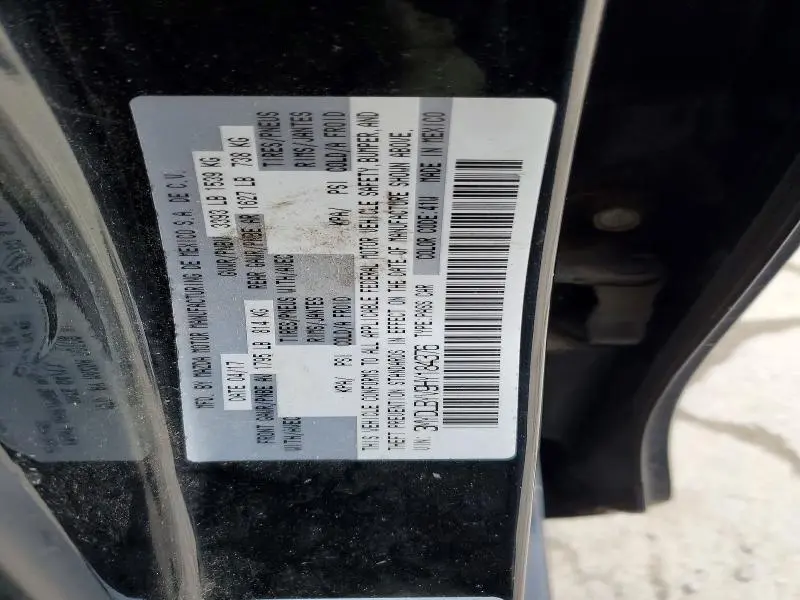 MFD. BY MAZDA MOTOR MANUFACTURING DE MEXICO S.A. DE C.V.
DATE 04/17 GVWR/PNBV 3393 LB 1539 KG
FRONT GAWR/PNBE AV 1795 LB 814 KG REAR GAWR/PNBE AR 1627 LB 738 KG
WITH/AVEC TIRES/PNEUS WITH/AVEC TIRES/PNEUS
RIMS/JANTES RIMS/JANTES
KPA/ PSI COLD/A FROID KPA/ PSI COLD/A FROID
THIS VEHICLE CONFORMS TO ALL APPLICABLE FEDERAL MOTOR VEHICLE SAFETY, BUMPER, AND
THEFT PREVENTION STANDARDS IN EFFECT ON THE DATE OF MANUFACTURE SHOWN ABOVE.
VIN: 3MYDLBYV9HY184376 TYPE:PASS CAR COLOR CODE:41W MADE IN MEXICO